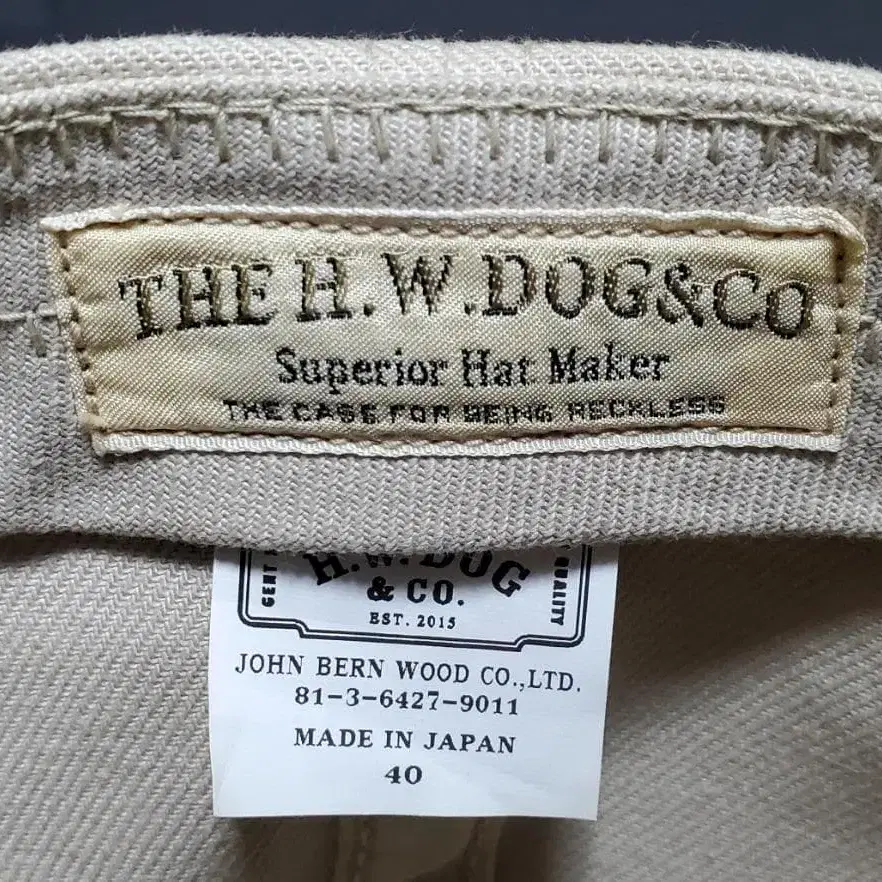 THE H.W.DOG&CO
Superior Hat Maker
THE CASE FOR BEING RECKLESS
H.W. DOG
& CO.
EST. 2015
QUALITY
JOHN BERN WOOD CO.,LTD.
81-3-6427-9011
MADE IN JAPAN
40